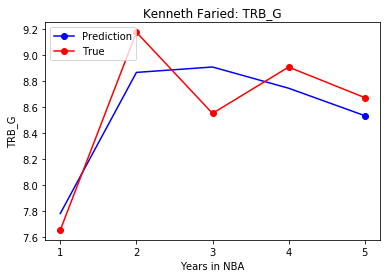 Kenneth Faried: TRB_G
Prediction
True
9.2
9.0
8.8
8.6
8.4
8.2
8.0
7.8
7.6
TRB_G
1
2
3
4
5
Years in NBA